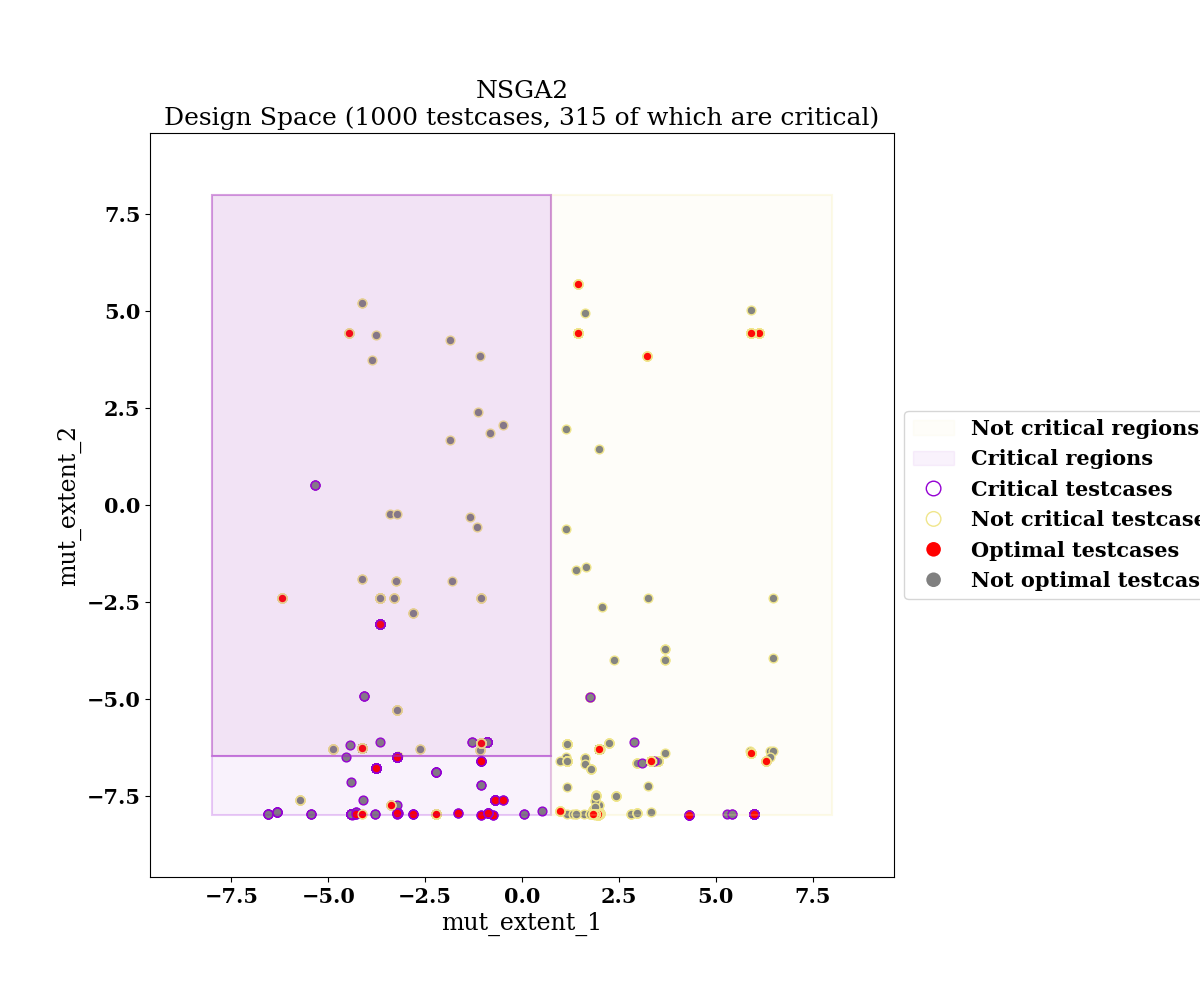 NSGA2
Design Space (1000 testcases, 315 of which are critical)
7.5
5.0
2.5
0.0
−2.5
−5.0
−7.5
mut_extent_2
−7.5 −5.0 −2.5 0.0 2.5 5.0 7.5
mut_extent_1
Not critical regions
Critical regions
Critical testcases
Not critical testcase
Optimal testcases
Not optimal testcas